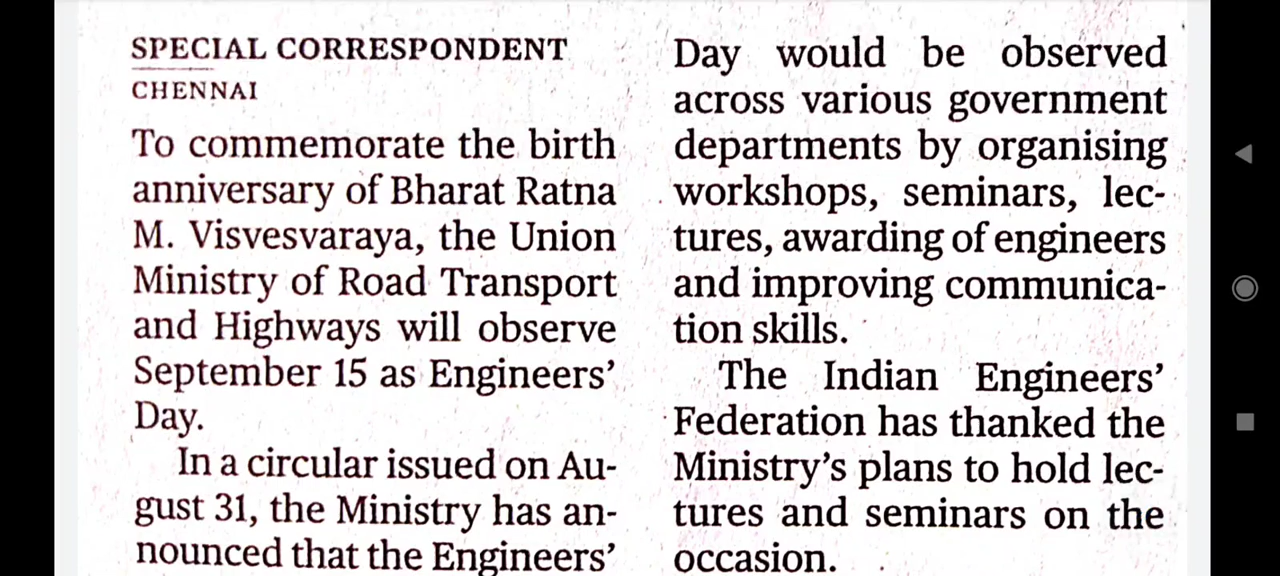 SPECIAL CORRESPONDENT
CHENNAI
To commemorate the birth
anniversary of Bharat Ratna
M. Visvesvaraya, the Union
Ministry of Road Transport
and Highways will observe
September 15 as Engineers’
Day.
In a circular issued on Au-
gust 31, the Ministry has an-
nounced that the Engineers’
Day would be observed
across various government
departments by organising
workshops, seminars, lec-
tures, awarding of engineers
and improving communica-
tion skills.
The Indian Engineers’
Federation has thanked the
Ministry’s plans to hold lec-
tures and seminars on the
occasion.